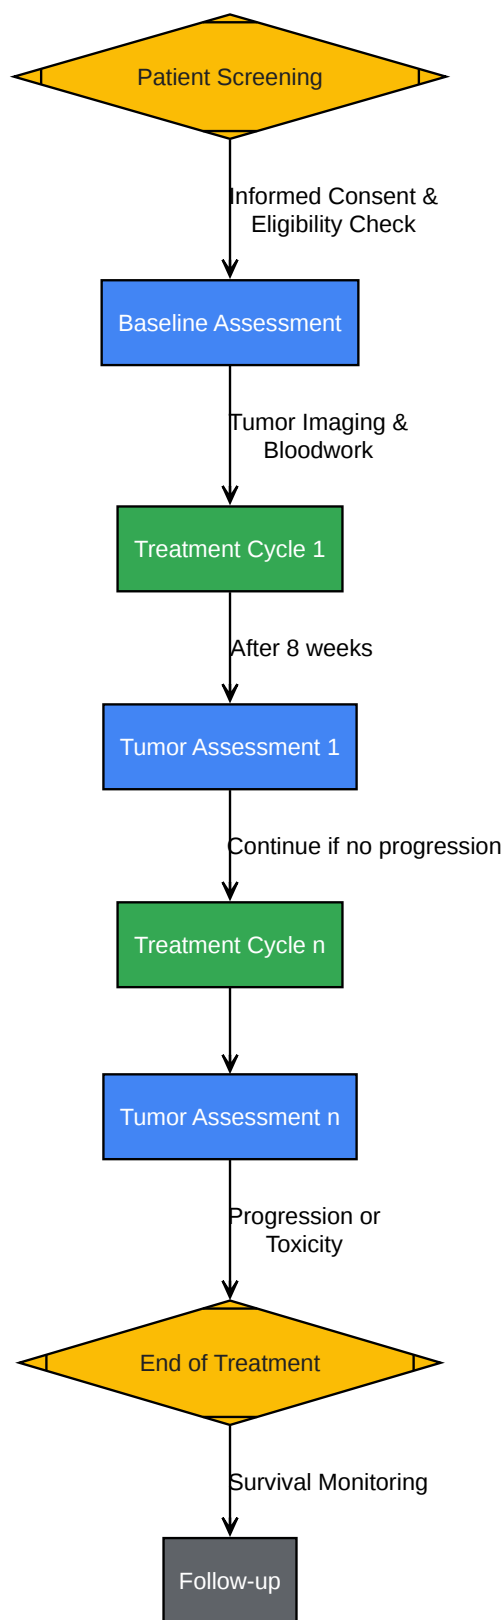 Patient Screening
Informed Consent &
Eligibility Check
Baseline Assessment
Tumor Imaging &
Bloodwork
Treatment Cycle 1
After 8 weeks
Tumor Assessment 1
Continue if no progression
Treatment Cycle n
Tumor Assessment n
Progression or
Toxicity
End of Treatment
Survival Monitoring
Follow-up